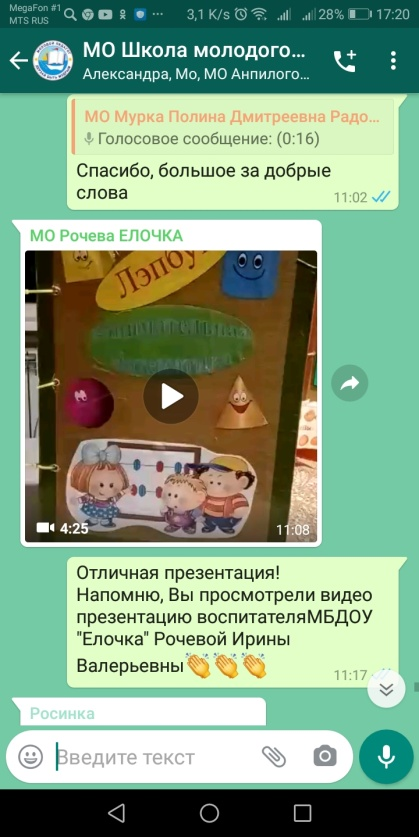 MegaFon #1
MTS RUS
3,1 K/s
28%
17:20
МО Школа молодого...
Александра, Мо, МО Анпилого...
МО Мурка Полина Дмитреевна Радо...
Голосовое сообщение: (0:16)
Спасибо, большое за добрые
слова
11:02
МО Рочева ЕЛОЧКА
Лэпбу
4:25
11:08
Отличная презентация!
Напомню, Вы просмотрели видео
презентацию воспитателяМБДОУ
"Елочка" Рочевой Ирины
Валерьевны👏👏👏
11:17
Росинка
Введите текст